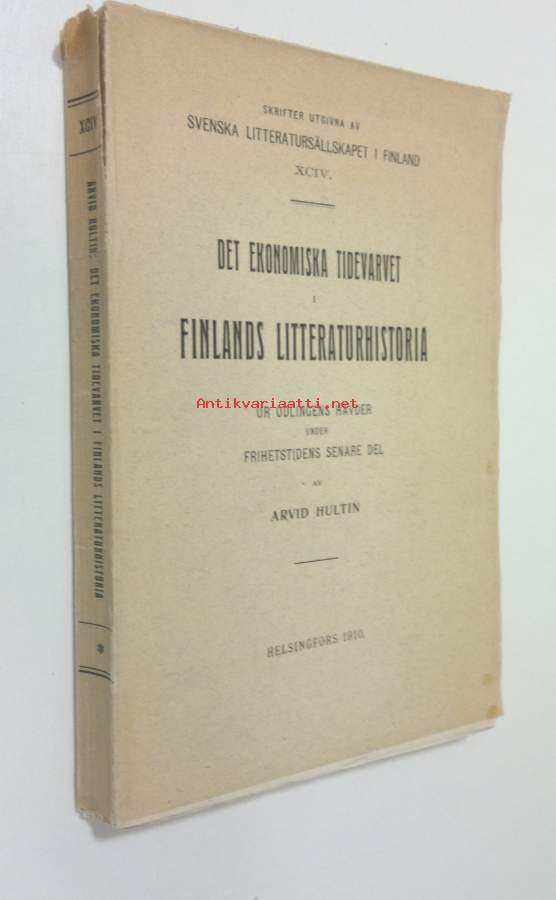 XCIV
ARVID HULTIN: DET EKONOMISKA TIDEVARVET I FINLANDS LITTERATURHISTORIA
SKRIFTER UTGIVNA AV
SVENSKA LITTERATURSÄLLSKAPET I FINLAND
XCIV.
DET EKONOMISKA TIDEVARVET
I
FINLANDS LITTERATURHISTORIA
Antikvariaatti.net
UR ODLINGENS HÄVDER
UNDER
FRIHETSTIDENS SENARE DEL
AV
ARVID HULTIN
HELSINGFORS 1910.